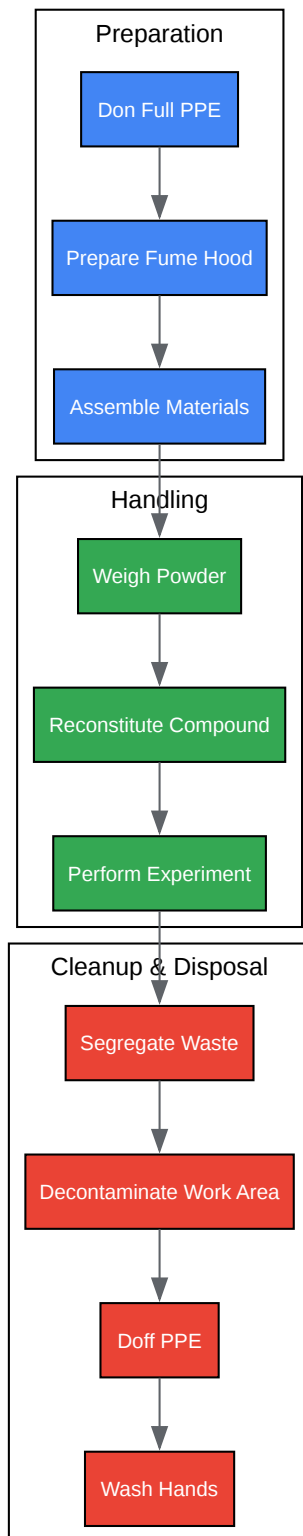 Preparation
Don Full PPE
Prepare Fume Hood
Assemble Materials
Handling
Weigh Powder
Reconstitute Compound
Perform Experiment
Cleanup & Disposal
Segregate Waste
Decontaminate Work Area
Doff PPE
Wash Hands